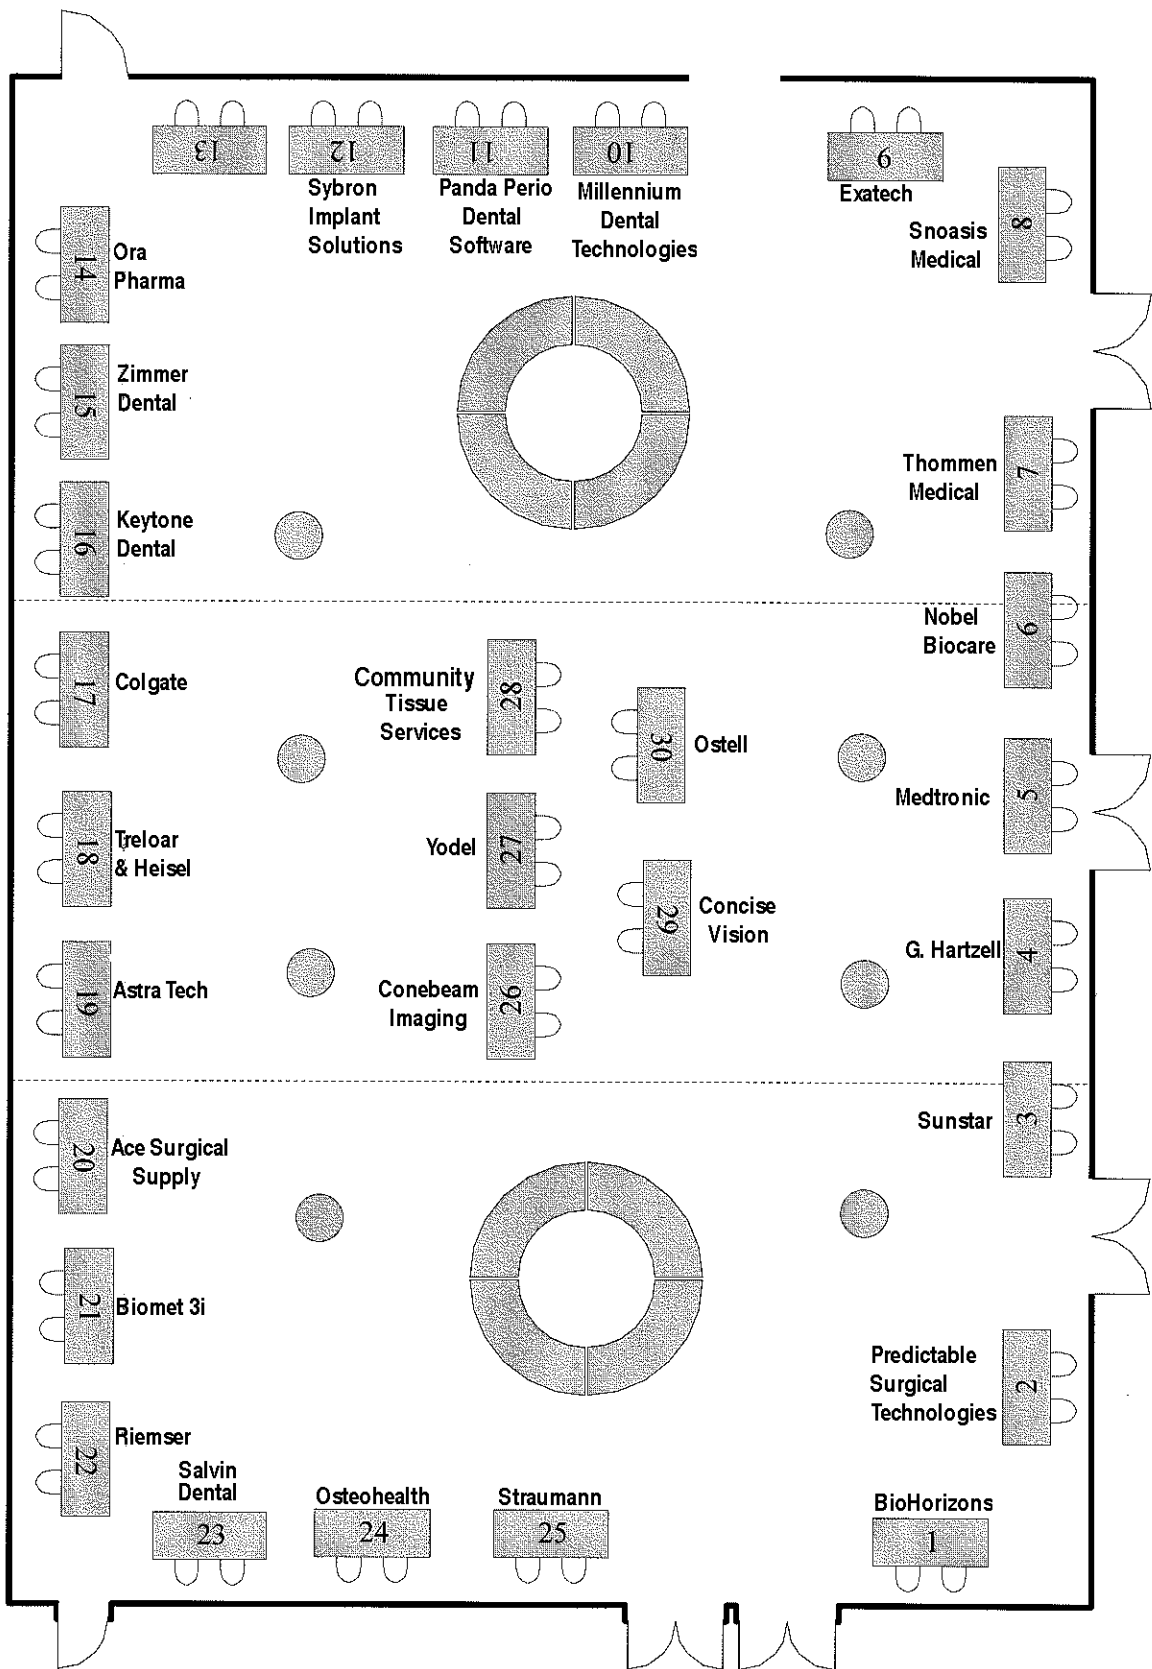 13
12
11
10
9
Sybron
Implant
Solutions
Panda Perio
Dental
Software
Millennium
Dental
Technologies
Exatech
8
Snoasis
Medical
14
Ora
Pharma
15
Zimmer
Dental
7
Thommen
Medical
16
Keytone
Dental
6
Nobel
Biocare
17
Colgate
28
Community
Tissue
Services
30
Ostell
5
Medtronic
18
Treloar
& Heisel
27
Yodel
29
Concise
Vision
4
G. Hartzell
19
Astra Tech
26
Conebeam
Imaging
3
Sunstar
20
Ace Surgical
Supply
21
Biomet 3i
2
Predictable
Surgical
Technologies
22
Riemser
Salvin
Dental
23
Osteohealth
24
Straumann
25
BioHorizons
1